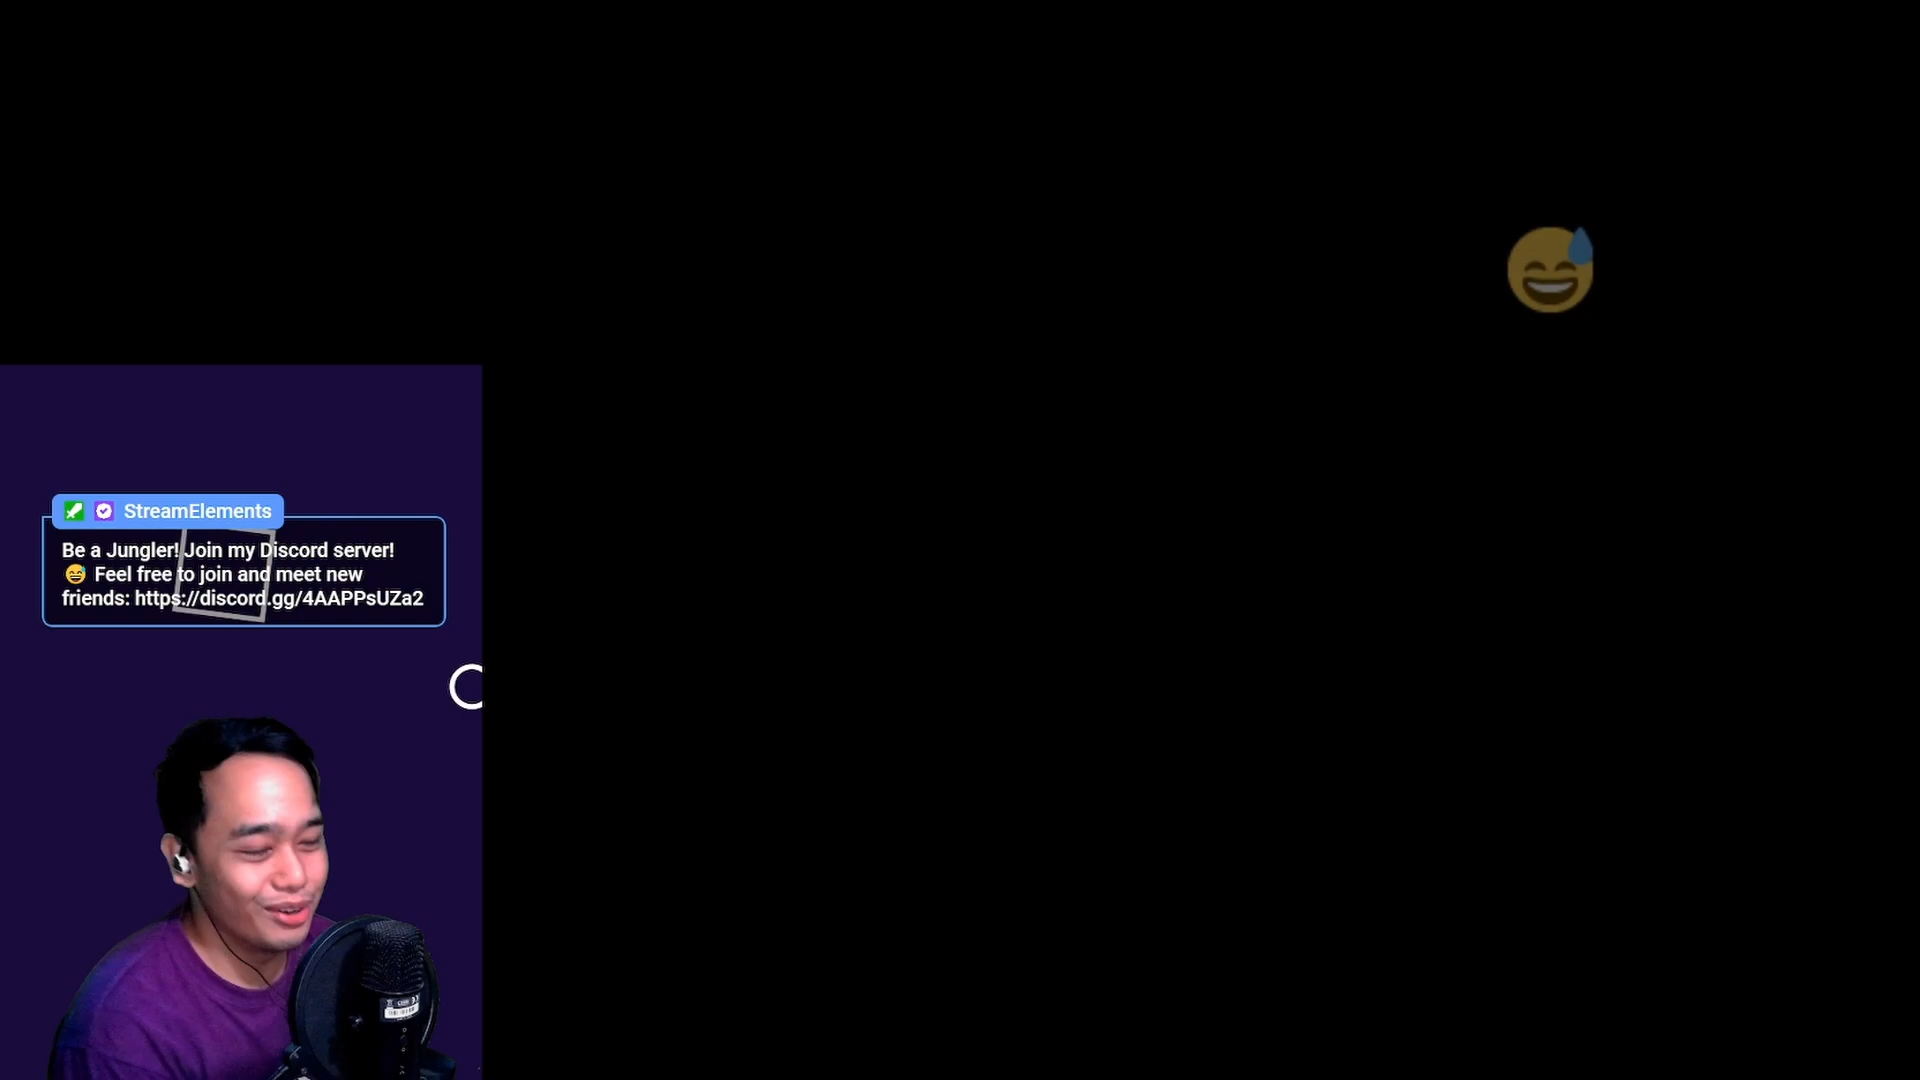 StreamElements
Be a Jungler! Join my Discord server!
😅 Feel free to join and meet new
friends: https://discord.gg/4AAPPsUZa2